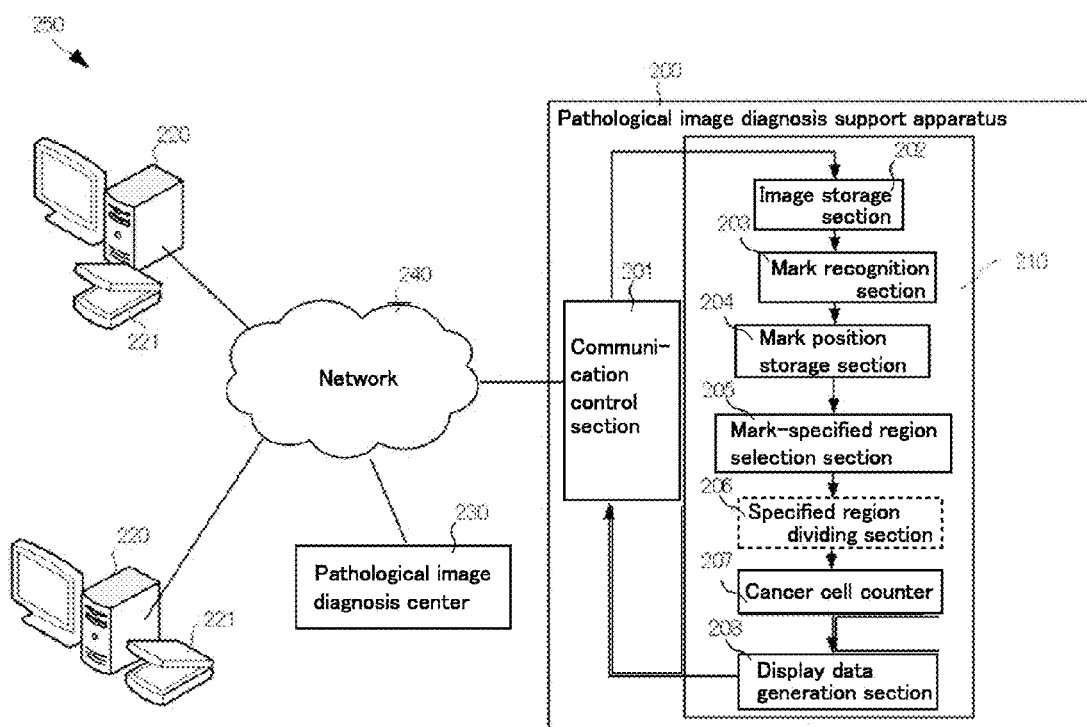 250
200
Pathological image diagnosis support apparatus
220
202
Image storage
section
203
Mark recognition
section
210
240
201
204
Mark position
storage section
221
Network
Communi-
cation
control
section
205
Mark-specified region
selection section
206
Specified region
dividing section
220
230
207
Pathological image
diagnosis center
Cancer cell counter
221
208
Display data
generation section